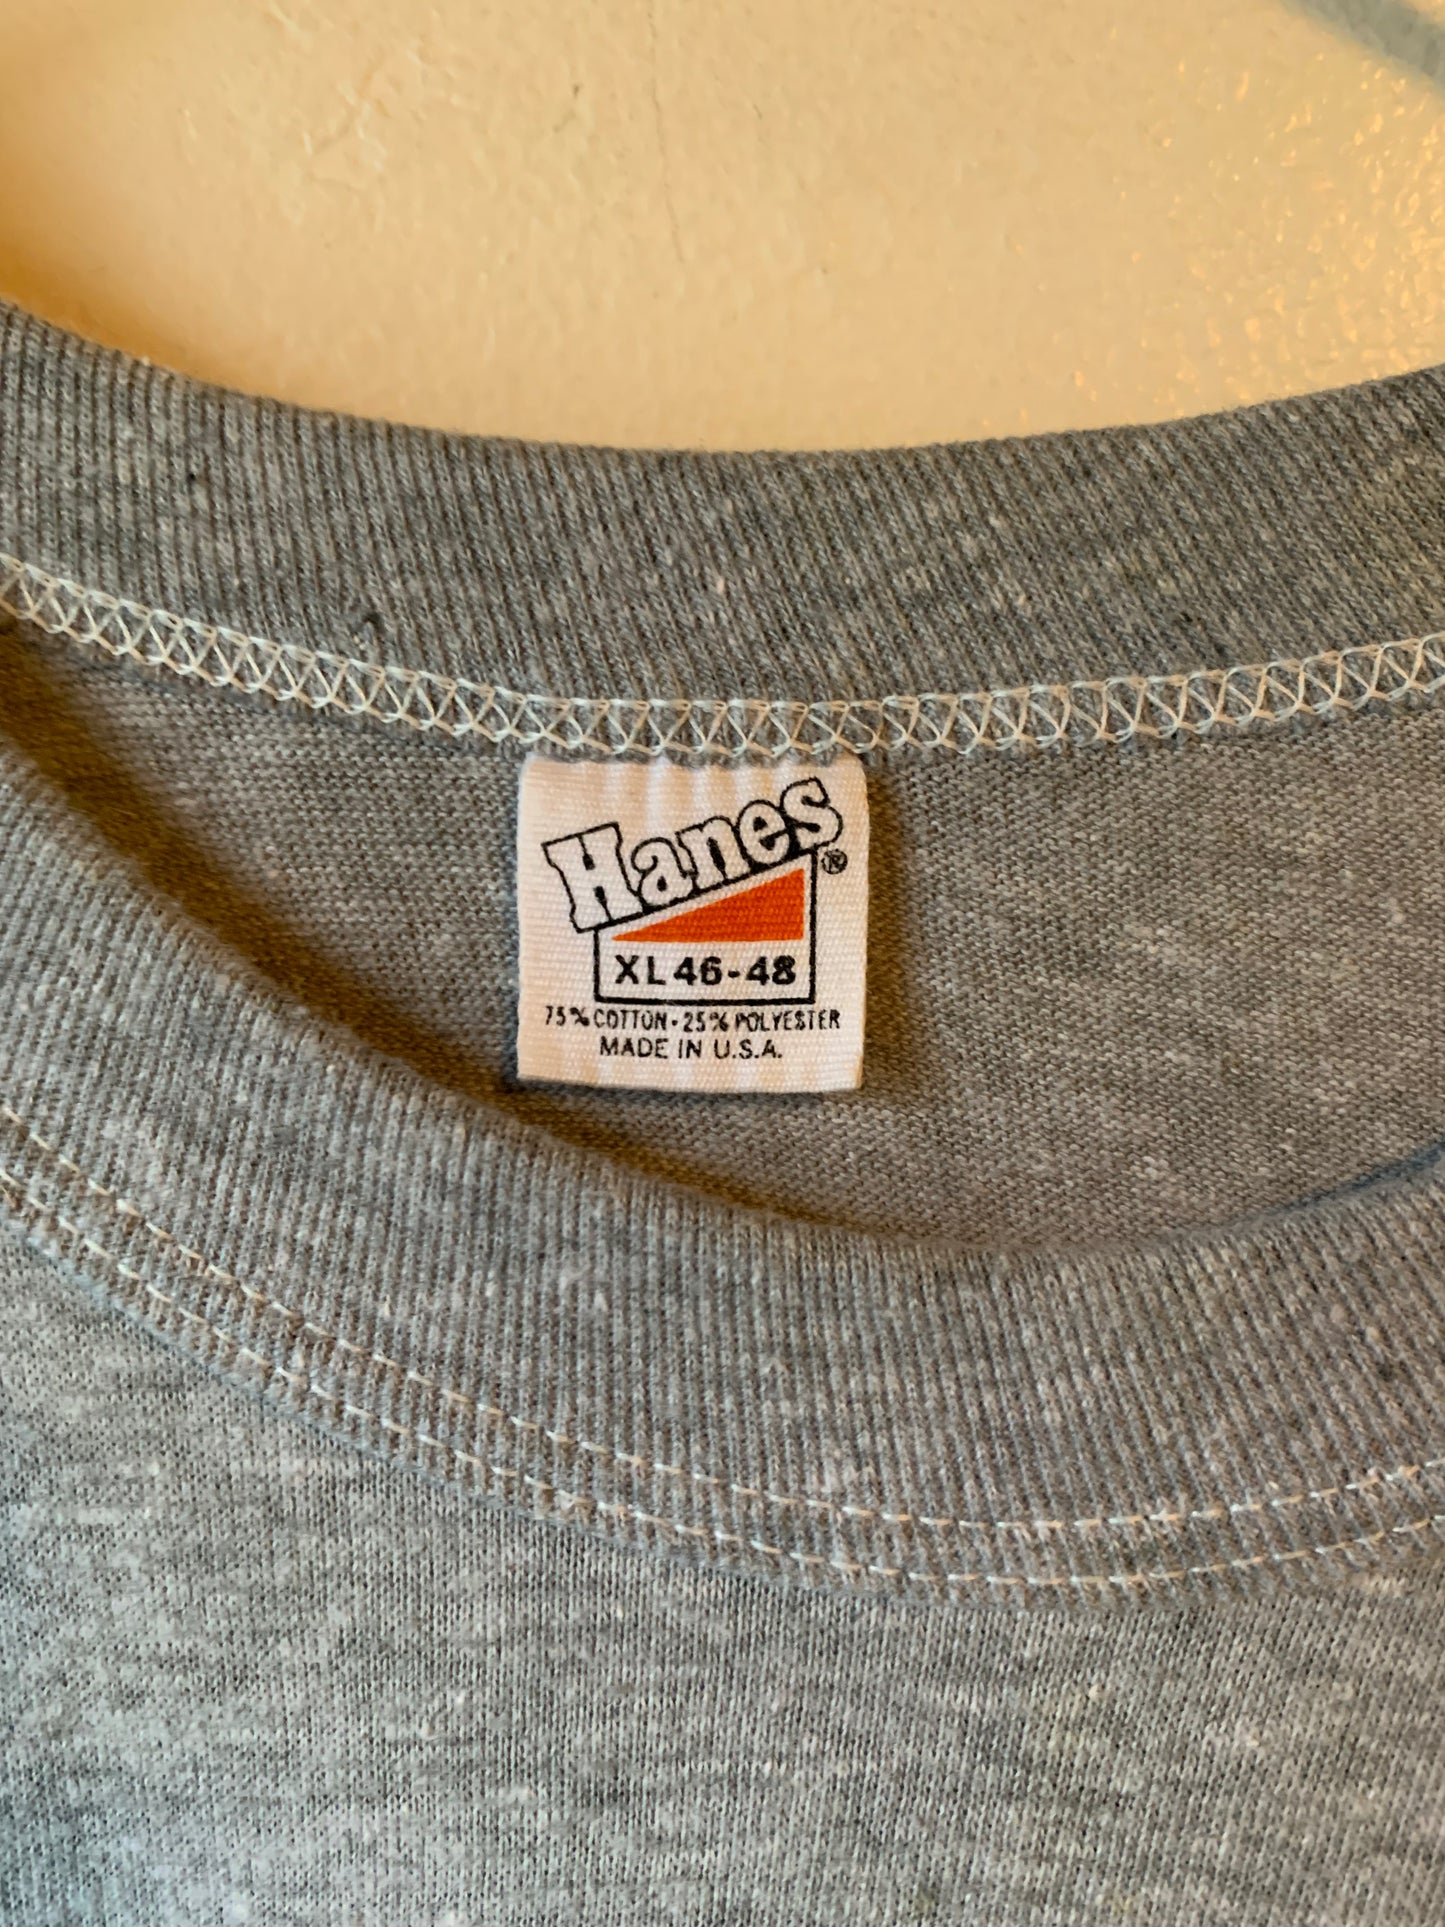 Hanes®
XL 46-48
75% COTTON • 25% POLYESTER
MADE IN U.S.A.